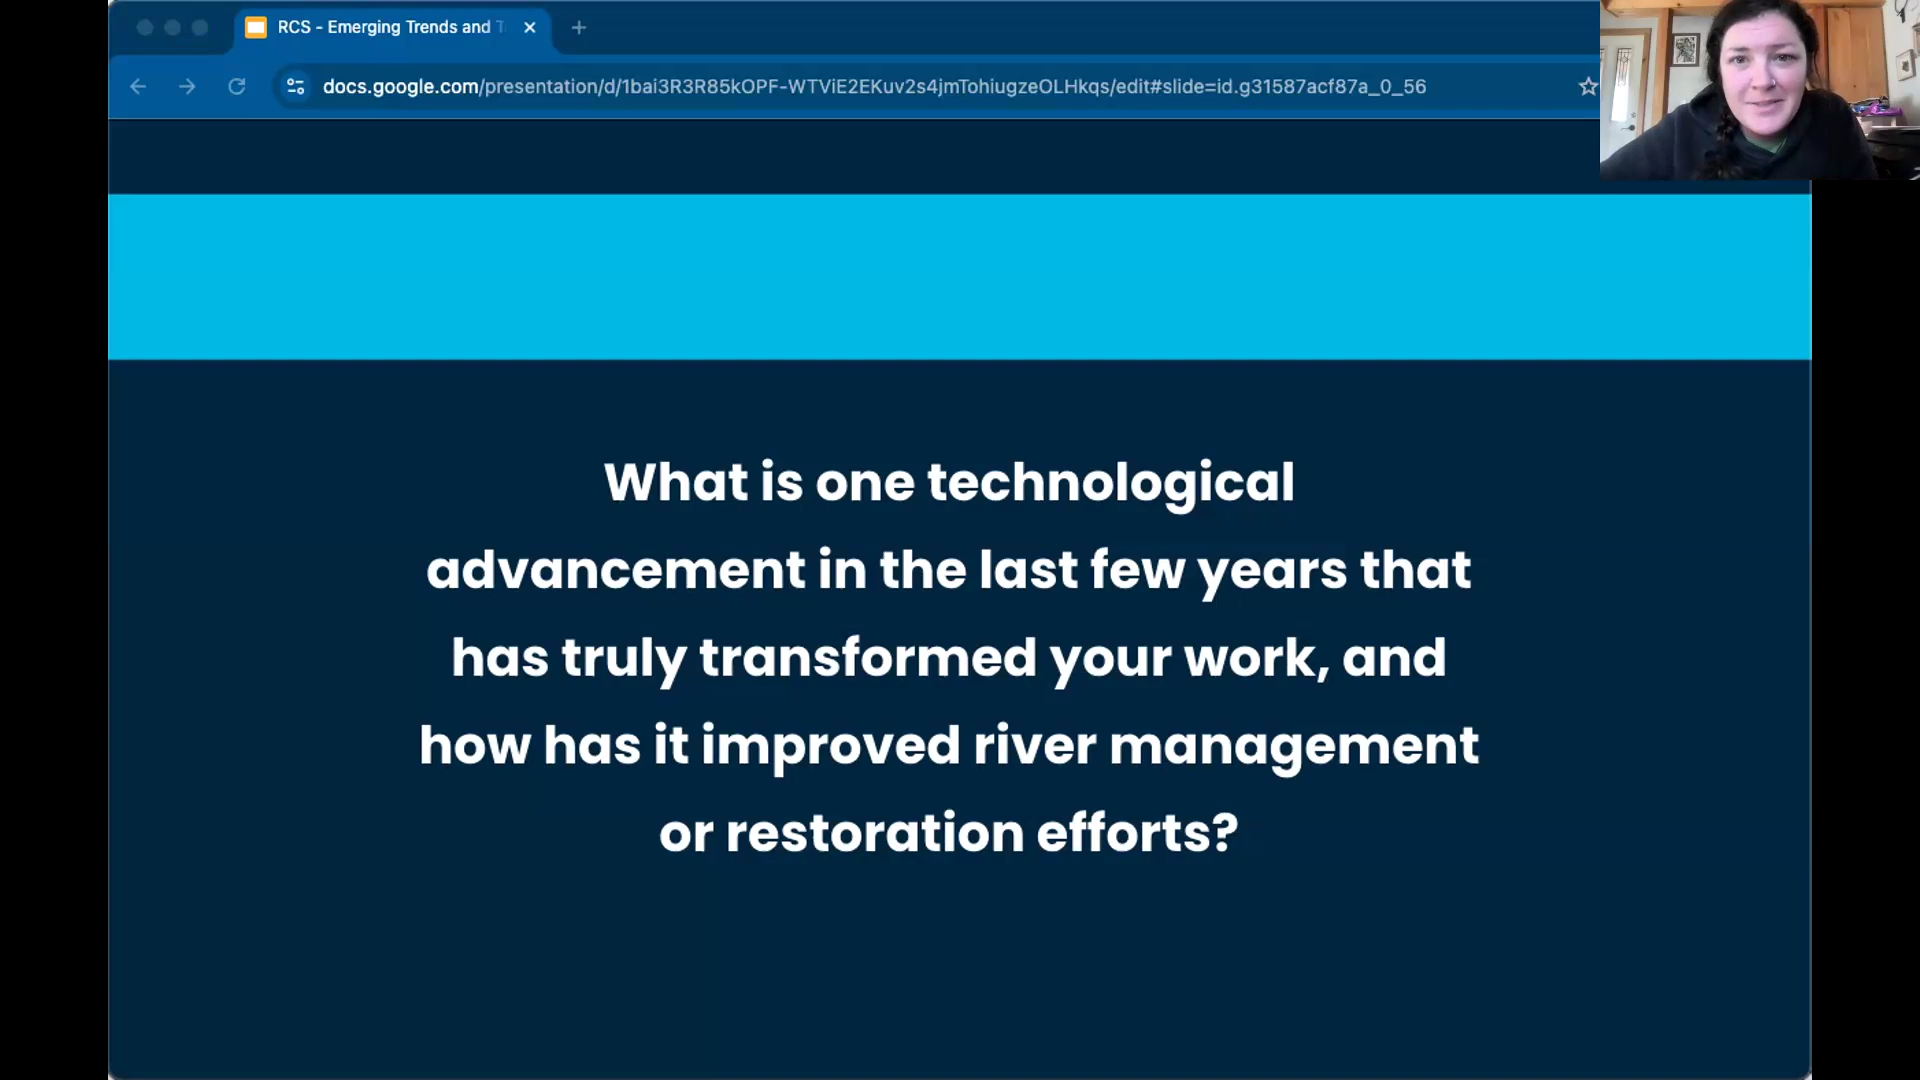 RCS - Emerging Trends and
docs.google.com/presentation/d/1bai3R3R85kOPF-WTViE2EKuv2s4jmTohiugzeOLHkqs/edit#slide=id.g31587acf87a_0_56
What is one technological
advancement in the last few years that
has truly transformed your work, and
how has it improved river management
or restoration efforts?